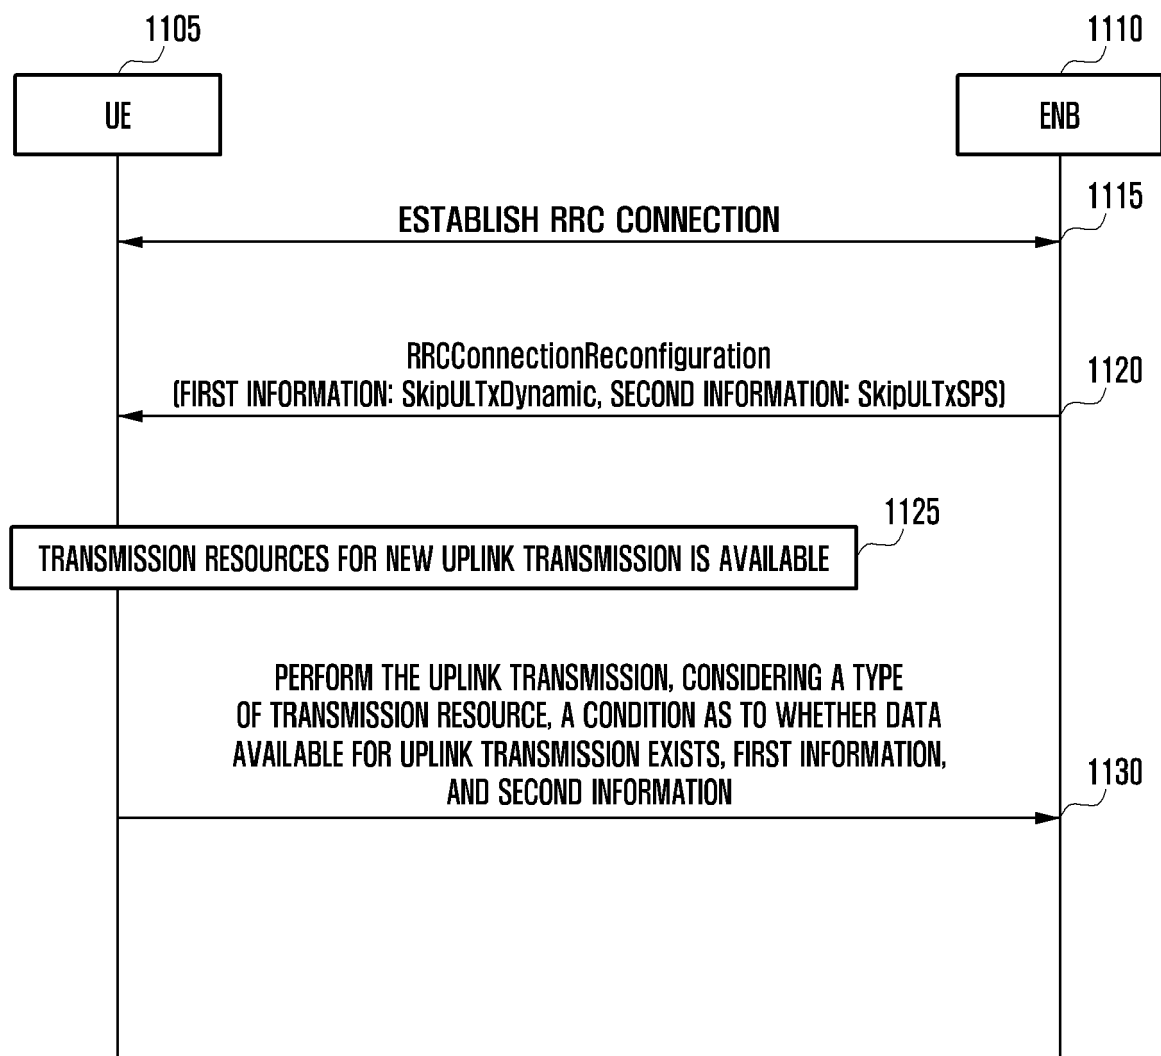 1105
1110
UE
ENB
ESTABLISH RRC CONNECTION
1115
RRCConnectionReconfiguration
(FIRST INFORMATION: SkipULTxDynamic, SECOND INFORMATION: SkipULTxSPS)
1120
1125
TRANSMISSION RESOURCES FOR NEW UPLINK TRANSMISSION IS AVAILABLE
PERFORM THE UPLINK TRANSMISSION, CONSIDERING A TYPE
OF TRANSMISSION RESOURCE, A CONDITION AS TO WHETHER DATA
AVAILABLE FOR UPLINK TRANSMISSION EXISTS, FIRST INFORMATION,
AND SECOND INFORMATION
1130